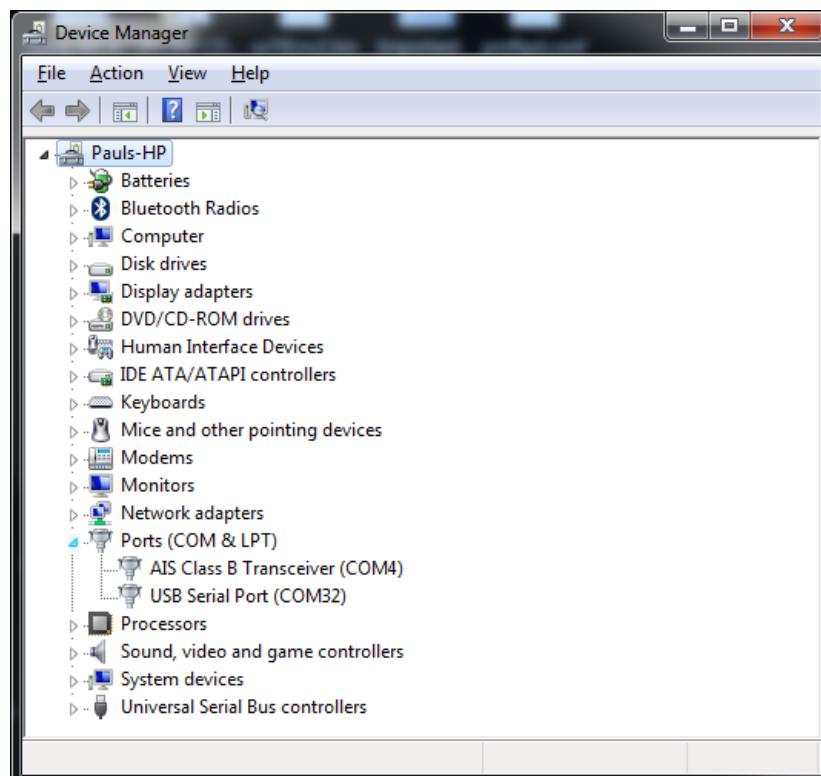 Device Manager
File Action View Help
Pauls-HP
Batteries
Bluetooth Radios
Computer
Disk drives
Display adapters
DVD/CD-ROM drives
Human Interface Devices
IDE ATA/ATAPI controllers
Keyboards
Mice and other pointing devices
Modems
Monitors
Network adapters
Ports (COM & LPT)
AIS Class B Transceiver (COM4)
USB Serial Port (COM32)
Processors
Sound, video and game controllers
System devices
Universal Serial Bus controllers